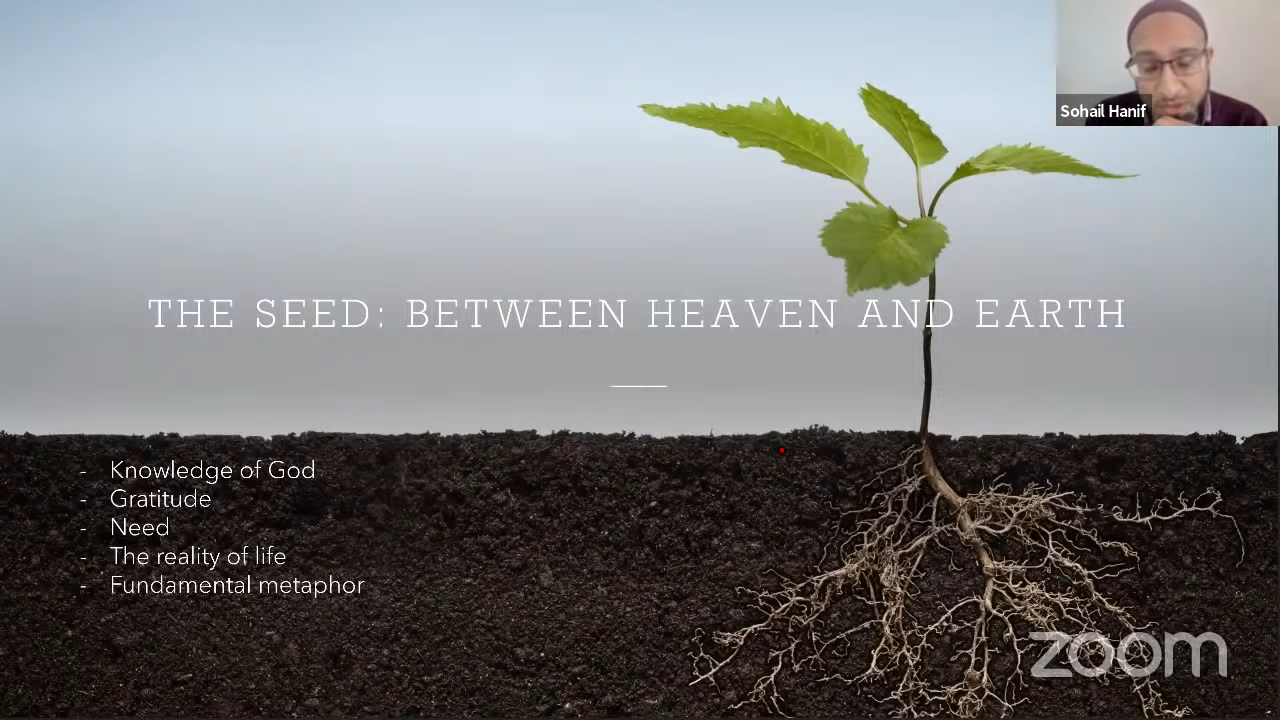 Sohail Hanif
THE SEED: BETWEEN HEAVEN AND EARTH
- Knowledge of God
- Gratitude
- Need
- The reality of life
- Fundamental metaphor
zoom